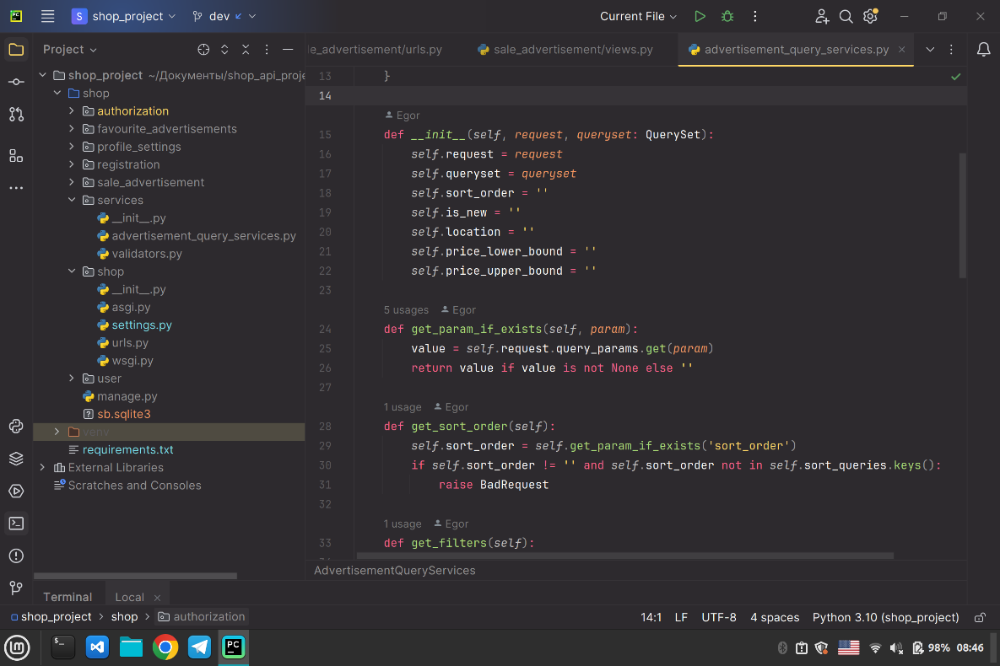 PC
S shop_project
dev
Current File
Project
le_advertisement/urls.py
sale_advertisement/views.py
advertisement_query_services.py
shop_project ~/Документы/shop_api_proje
shop
authorization
favourite_advertisements
profile_settings
registration
sale_advertisement
services
__init__.py
advertisement_query_services.py
validators.py
shop
__init__.py
asgi.py
settings.py
urls.py
wsgi.py
user
manage.py
? sb.sqlite3
venv
requirements.txt
External Libraries
Scratches and Consoles
13 }
14
Egor
15 def __init__(self, request, queryset: QuerySet):
16 self.request = request
17 self.queryset = queryset
18 self.sort_order = ''
19 self.is_new = ''
20 self.location = ''
21 self.price_lower_bound = ''
22 self.price_upper_bound = ''
23
5 usages Egor
24 def get_param_if_exists(self, param):
25 value = self.request.query_params.get(param)
26 return value if value is not None else ''
27
1 usage Egor
28 def get_sort_order(self):
29 self.sort_order = self.get_param_if_exists('sort_order')
30 if self.sort_order != '' and self.sort_order not in self.sort_queries.keys():
31 raise BadRequest
32
1 usage Egor
33 def get_filters(self):
AdvertisementQueryServices
Terminal Local
shop_project > shop > authorization
14:1 LF UTF-8 4 spaces Python 3.10 (shop_project)
$_
PC
98% 08:46